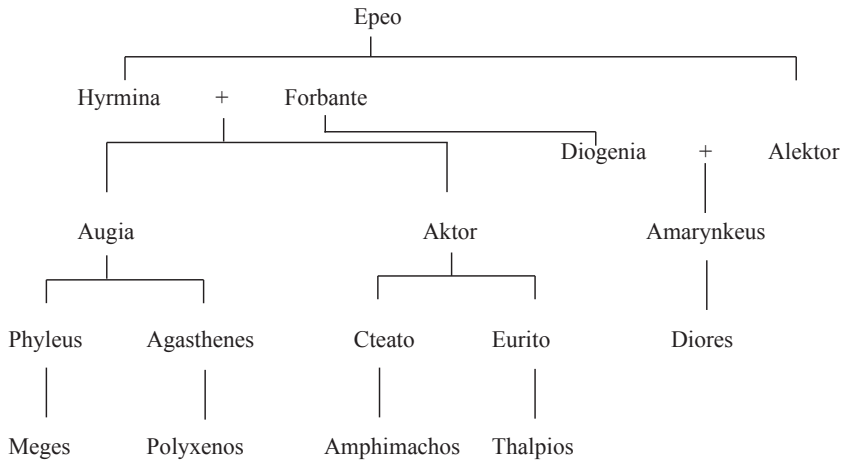 Epeo
Hyrmina + Forbante
Diogenia + Alektor
Augia Aktor Amarynkeus
Phyleus Agasthenes Cteato Eurito Diores
Meges Polyxenos Amphimachos Thalpios